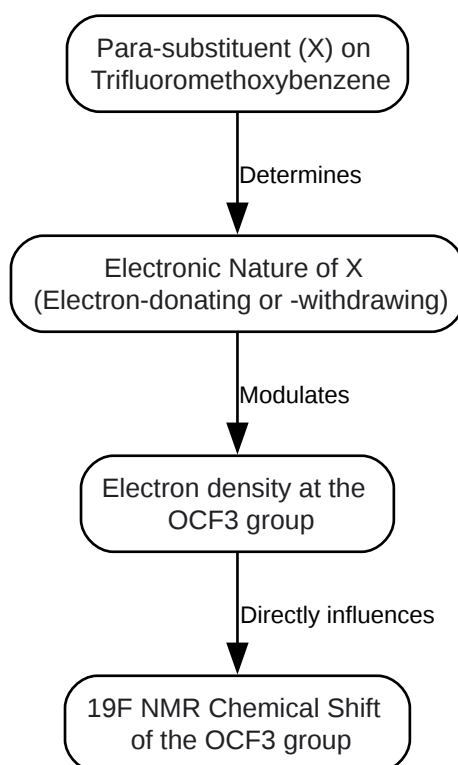 Para-substituent (X) on
Trifluoromethoxybenzene
Determines
Electronic Nature of X
(Electron-donating or -withdrawing)
Modulates
Electron density at the
OCF3 group
Directly influences
19F NMR Chemical Shift
of the OCF3 group